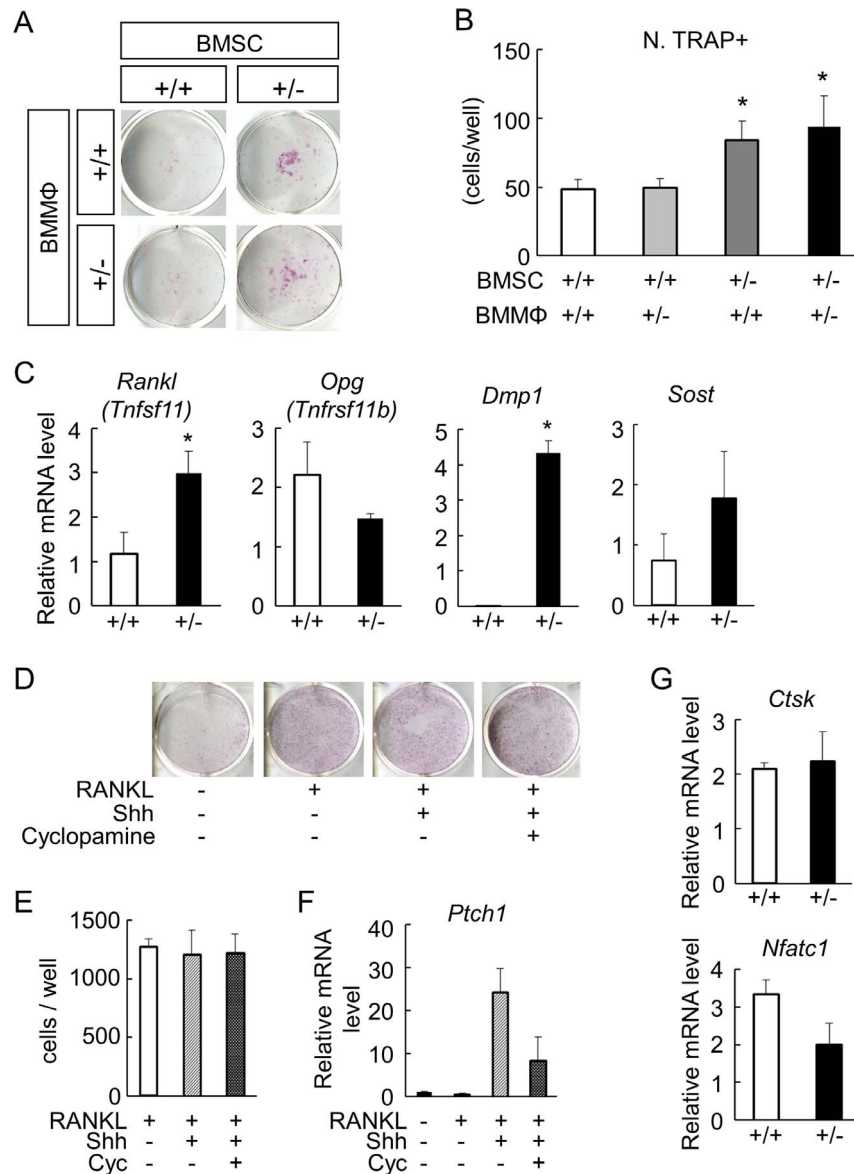 A
BMSC
+/+ +/-
BMMΦ
+/+
+/-
B
N. TRAP+
(cells/well)
150
100
50
0
* *
BMSC +/+ +/+ +/- +/-
BMMΦ +/+ +/- +/+ +/-
C
Relative mRNA level
Rankl
(Tnfsf11)
4
3
2
1
0
*
+/+ +/-
Opg
(Tnfrsf11b)
3
2
1
0
+/+ +/-
Dmp1
5
4
3
2
1
0
*
+/+ +/-
Sost
3
2
1
0
+/+ +/-
D
RANKL - + + +
Shh - - + +
Cyclopamine - - - +
E
cells / well
1500
1000
500
0
RANKL + + +
Shh - + +
Cyc - - +
F
Ptch1
Relative mRNA
level
40
30
20
10
0
RANKL - + + +
Shh - - + +
Cyc - - - +
G
Ctsk
Relative mRNA level
3
2
1
0
+/+ +/-
Nfatc1
Relative mRNA level
4
3
2
1
0
+/+ +/-